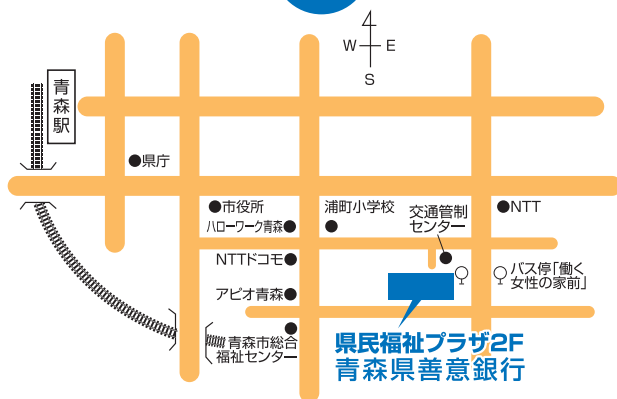 W
E
S
青森駅
県庁
市役所
ハローワーク青森
浦町小学校
交通管制
センター
NTT
NTTドコモ
バス停「働く
女性の家前」
アピオ青森
青森市総合
福祉センター
県民福祉プラザ2F
青森県善意銀行